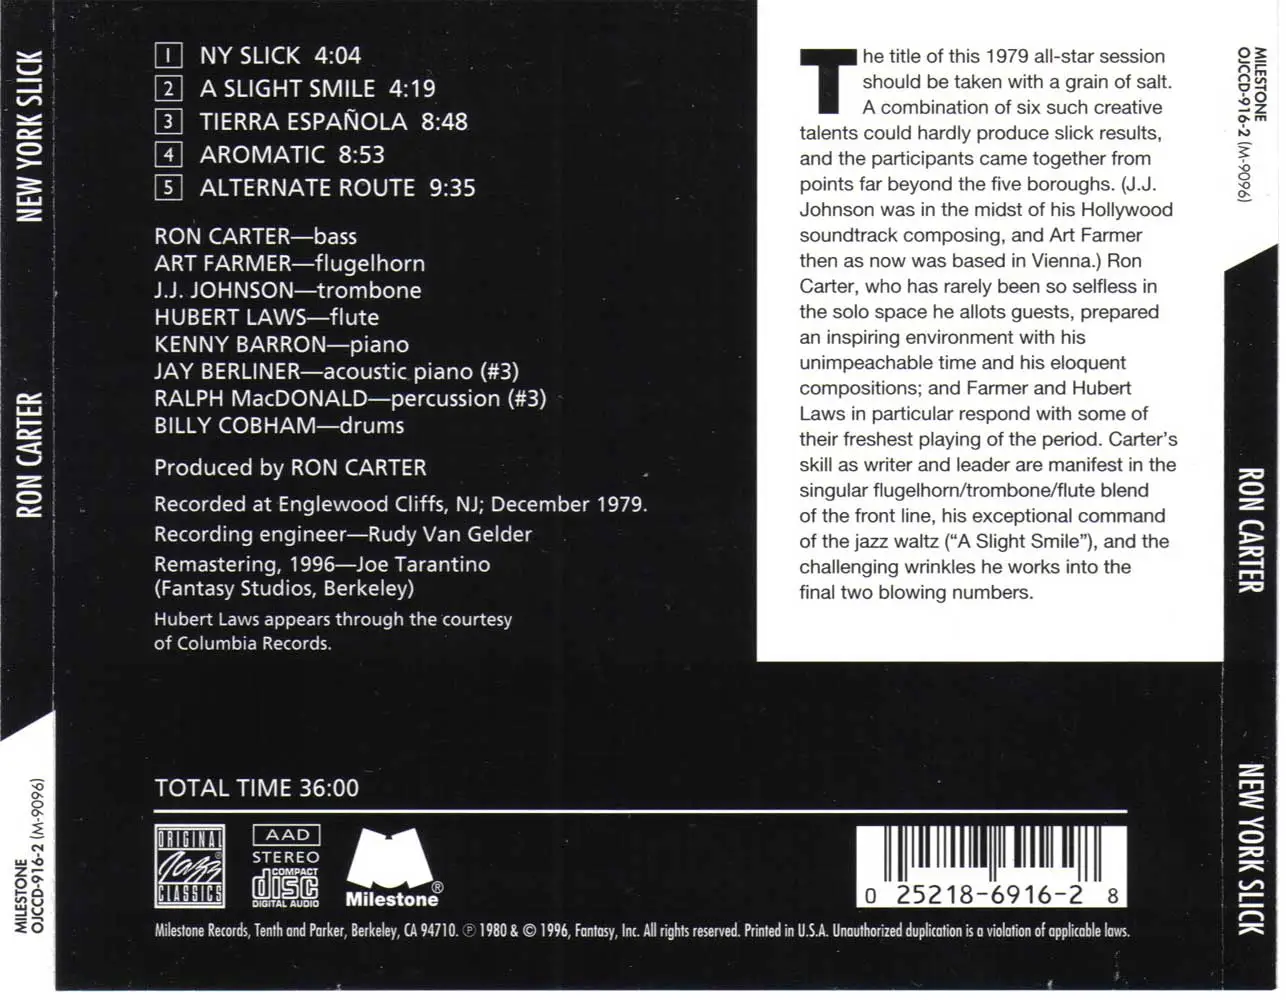 NEW YORK SLICK
RON CARTER
MILESTONE
OJCCD-916-2 (M-9096)
1 NY SLICK 4:04
2 A SLIGHT SMILE 4:19
3 TIERRA ESPAÑOLA 8:48
4 AROMATIC 8:53
5 ALTERNATE ROUTE 9:35
RON CARTER—bass
ART FARMER—flugelhorn
J.J. JOHNSON—trombone
HUBERT LAWS—flute
KENNY BARRON—piano
JAY BERLINER—acoustic piano (#3)
RALPH MacDONALD—percussion (#3)
BILLY COBHAM—drums
Produced by RON CARTER
Recorded at Englewood Cliffs, NJ; December 1979.
Recording engineer—Rudy Van Gelder
Remastering, 1996—Joe Tarantino
(Fantasy Studios, Berkeley)
Hubert Laws appears through the courtesy
of Columbia Records.
The title of this 1979 all-star session
should be taken with a grain of salt.
A combination of six such creative
talents could hardly produce slick results,
and the participants came together from
points far beyond the five boroughs. (J.J.
Johnson was in the midst of his Hollywood
soundtrack composing, and Art Farmer
then as now was based in Vienna.) Ron
Carter, who has rarely been so selfless in
the solo space he allots guests, prepared
an inspiring environment with his
unimpeachable time and his eloquent
compositions; and Farmer and Hubert
Laws in particular respond with some of
their freshest playing of the period. Carter's
skill as writer and leader are manifest in the
singular flugelhorn/trombone/flute blend
of the front line, his exceptional command
of the jazz waltz (“A Slight Smile”), and the
challenging wrinkles he works into the
final two blowing numbers.
TOTAL TIME 36:00
ORIGINAL
Jazz ®
CLASSICS
AAD
STEREO
COMPACT
disc
DIGITAL AUDIO
Milestone ®
0 25218-6916-2 8
Milestone Records, Tenth and Parker, Berkeley, CA 94710. ℗ 1980 & © 1996, Fantasy, Inc. All rights reserved. Printed in U.S.A. Unauthorized duplication is a violation of applicable laws.
MILESTONE
OJCCD-916-2 (M-9096)
RON CARTER
NEW YORK SLICK